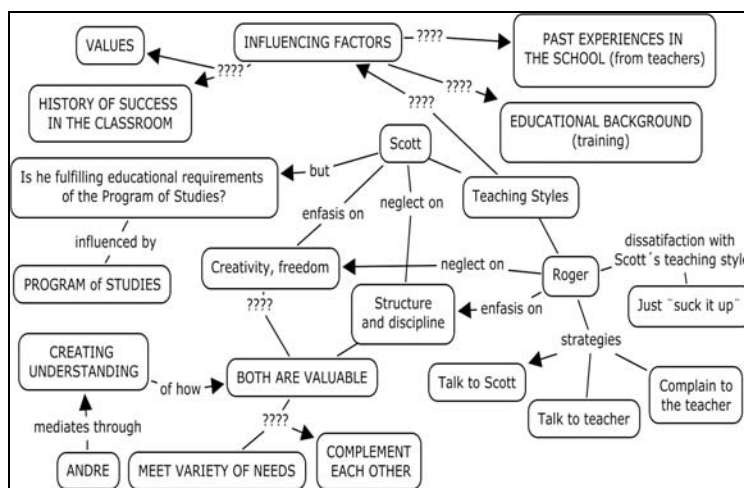 VALUES
INFLUENCING FACTORS
????
PAST EXPERIENCES IN
THE SCHOOL (from teachers)
????
????
????
HISTORY OF SUCCESS
IN THE CLASSROOM
EDUCATIONAL BACKGROUND
(training)
Scott
Is he fulfilling educational requirements
of the Program of Studies?
but
Teaching Styles
enfasis on
neglect on
influenced by
dissatifaction with
Scott´s teaching style
PROGRAM of STUDIES
Creativity, freedom
neglect on
Roger
????
Structure
and discipline
enfasis on
Just ¨suck it up¨
CREATING
UNDERSTANDING
of how
BOTH ARE VALUABLE
strategies
Talk to Scott
Complain to
the teacher
mediates through
????
Talk to teacher
ANDRE
MEET VARIETY OF NEEDS
COMPLEMENT
EACH OTHER